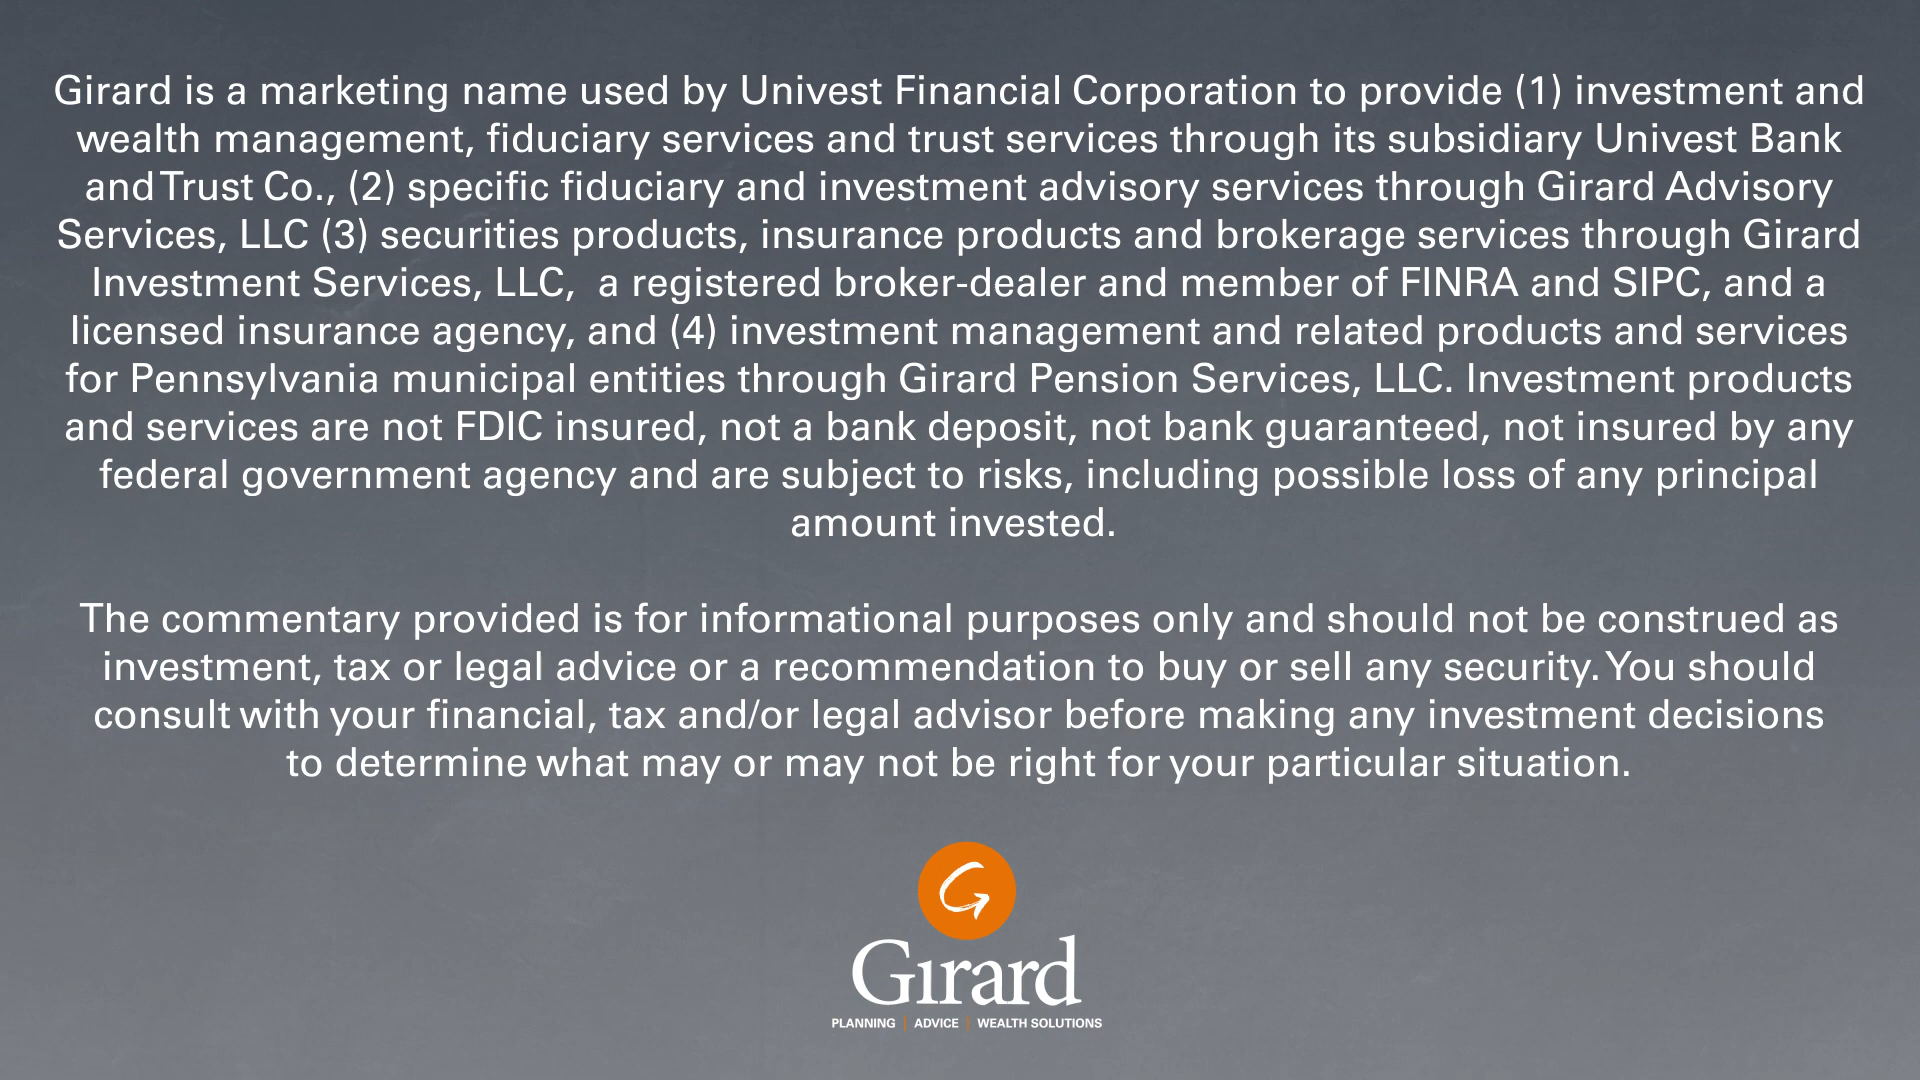 Girard is a marketing name used by Univest Financial Corporation to provide (1) investment and
wealth management, fiduciary services and trust services through its subsidiary Univest Bank
and Trust Co., (2) specific fiduciary and investment advisory services through Girard Advisory
Services, LLC (3) securities products, insurance products and brokerage services through Girard
Investment Services, LLC,  a registered broker-dealer and member of FINRA and SIPC, and a
licensed insurance agency, and (4) investment management and related products and services
for Pennsylvania municipal entities through Girard Pension Services, LLC. Investment products
and services are not FDIC insured, not a bank deposit, not bank guaranteed, not insured by any
federal government agency and are subject to risks, including possible loss of any principal
amount invested.
The commentary provided is for informational purposes only and should not be construed as
investment, tax or legal advice or a recommendation to buy or sell any security. You should
consult with your financial, tax and/or legal advisor before making any investment decisions
to determine what may or may not be right for your particular situation.
G
Girard
PLANNING | ADVICE | WEALTH SOLUTIONS